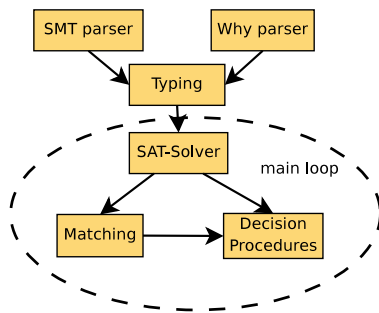 SMT parser
Why parser
Typing
SAT-Solver
main loop
Matching
Decision
Procedures